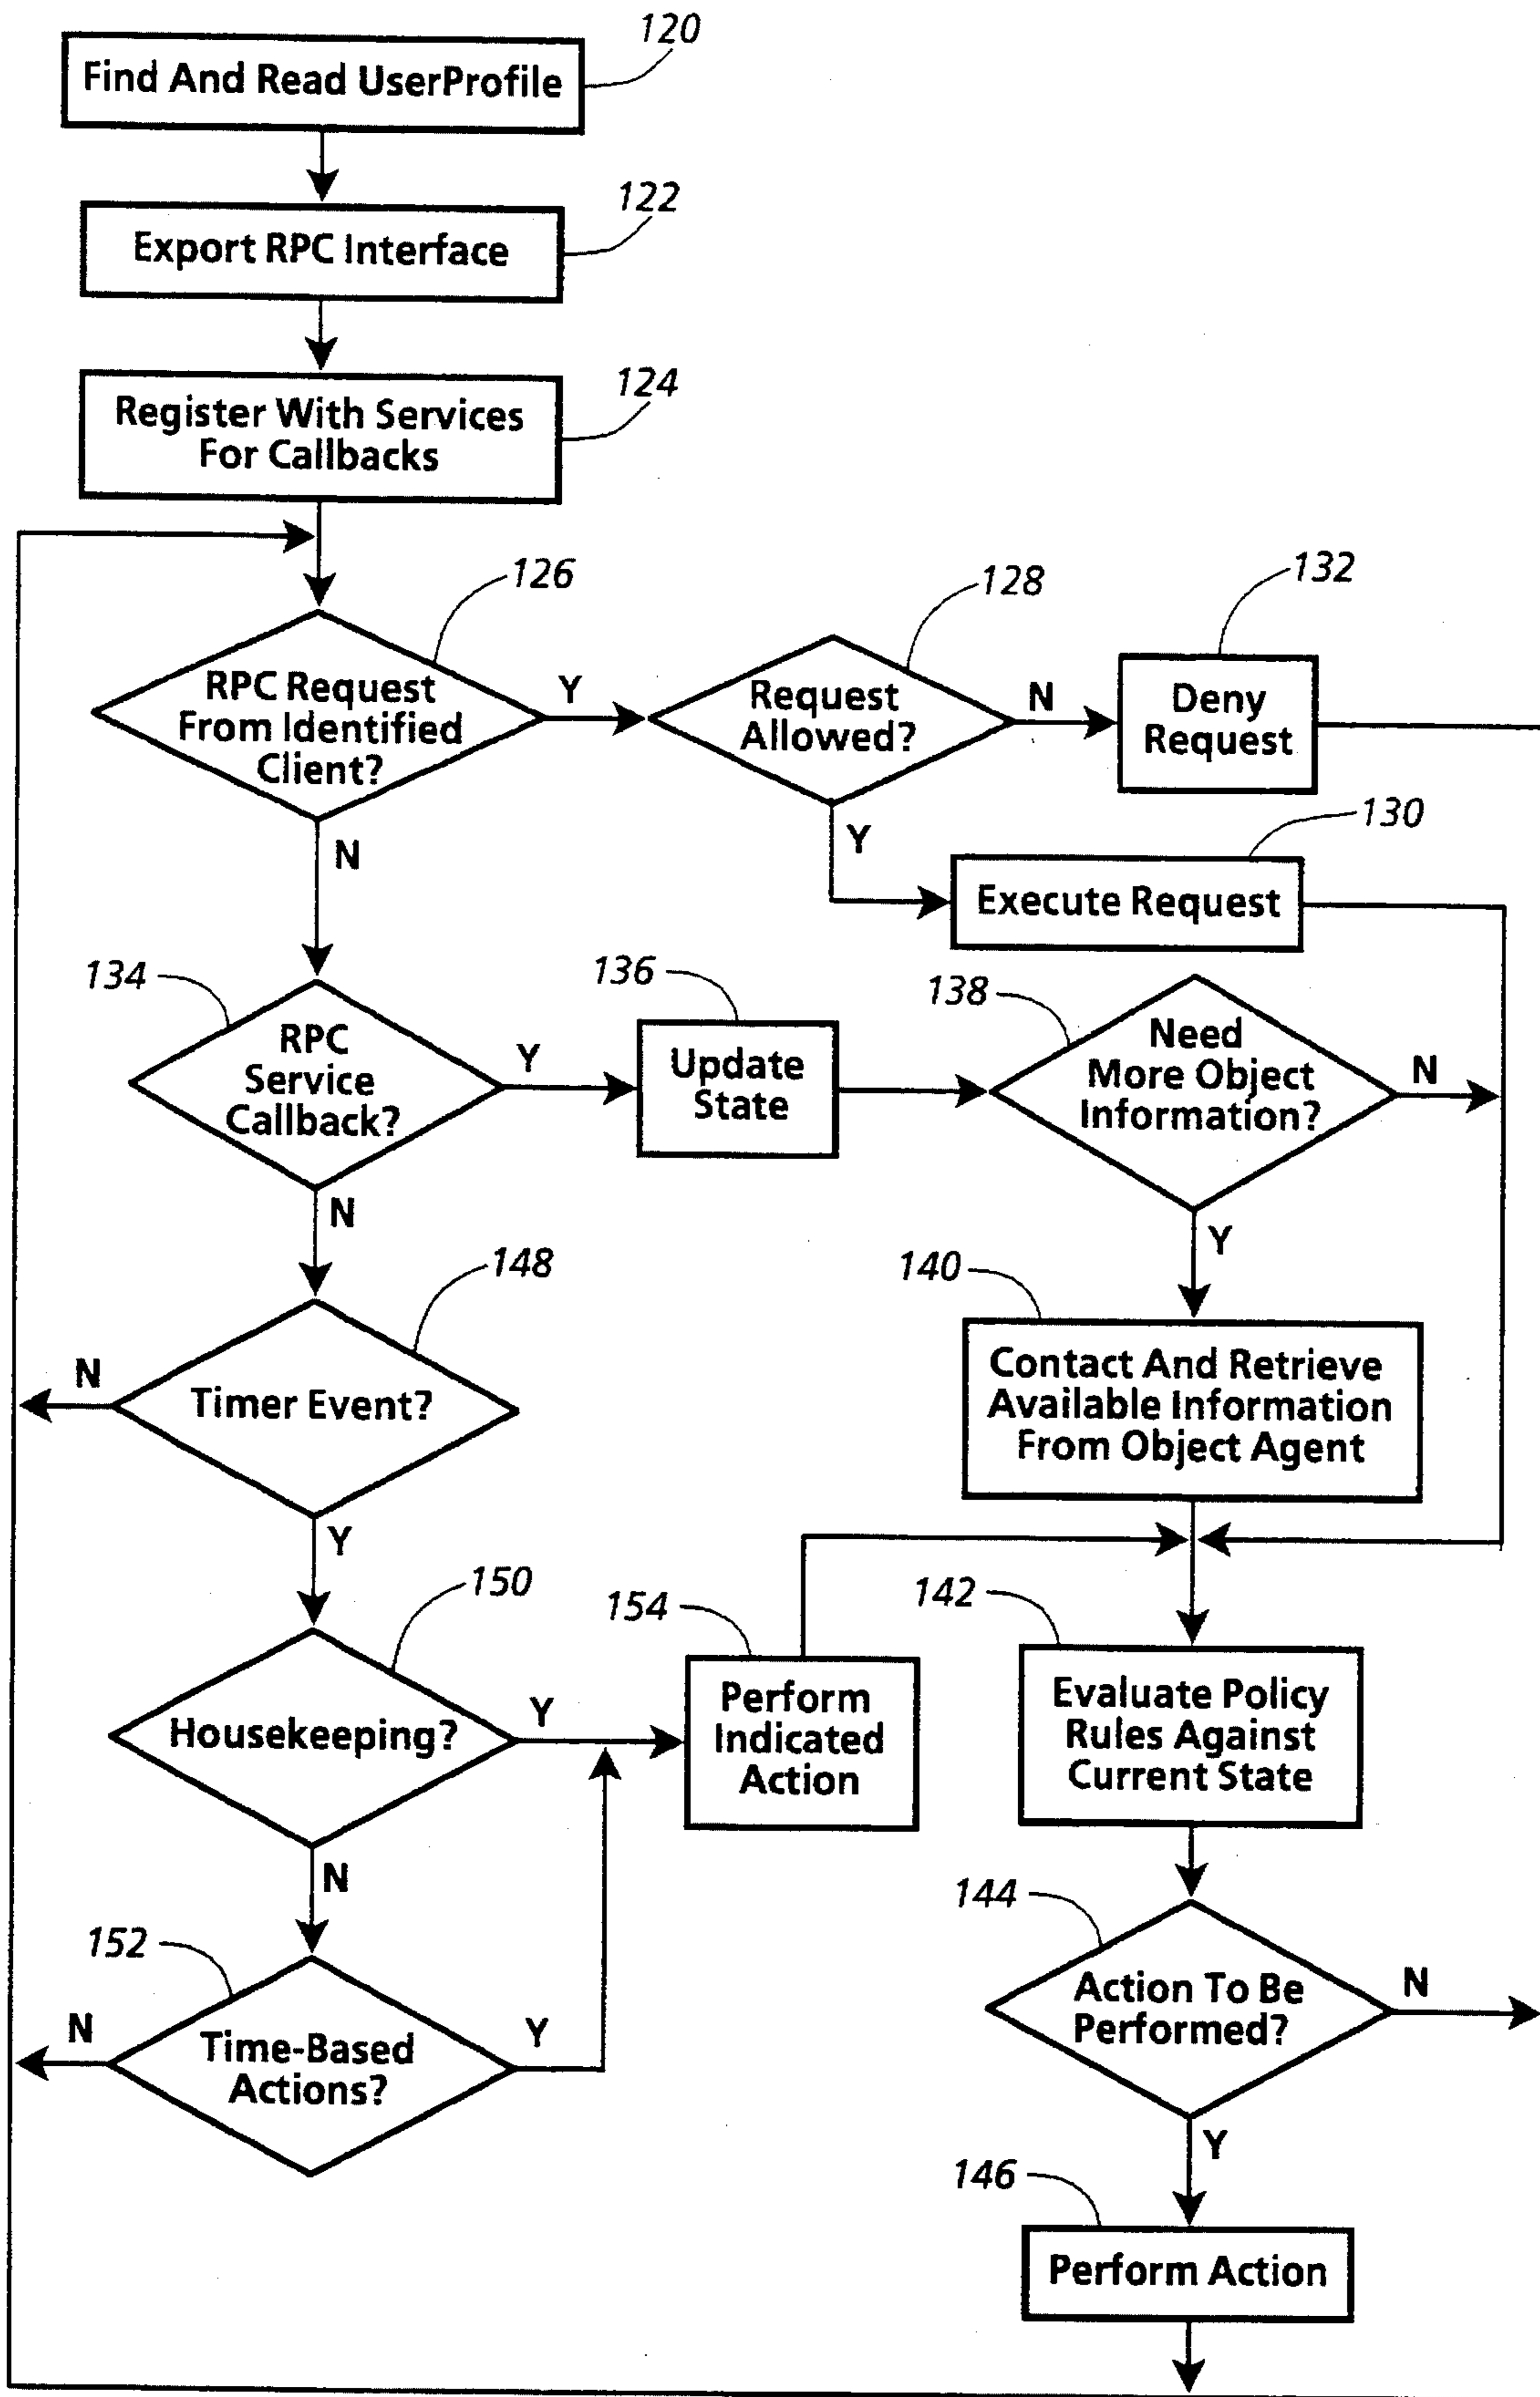 120
Find And Read UserProfile
122
Export RPC Interface
124
Register With Services
For Callbacks
126
RPC Request
From Identified
Client?
Y
N
128
Request
Allowed?
N
Y
132
Deny
Request
130
Execute Request
134
RPC
Service
Callback?
Y
N
136
Update
State
138
Need
More Object
Information?
N
Y
140
Contact And Retrieve
Available Information
From Object Agent
148
Timer Event?
N
Y
150
Housekeeping?
Y
N
154
Perform
Indicated
Action
142
Evaluate Policy
Rules Against
Current State
152
Time-Based
Actions?
N
Y
144
Action To Be
Performed?
N
Y
146
Perform Action